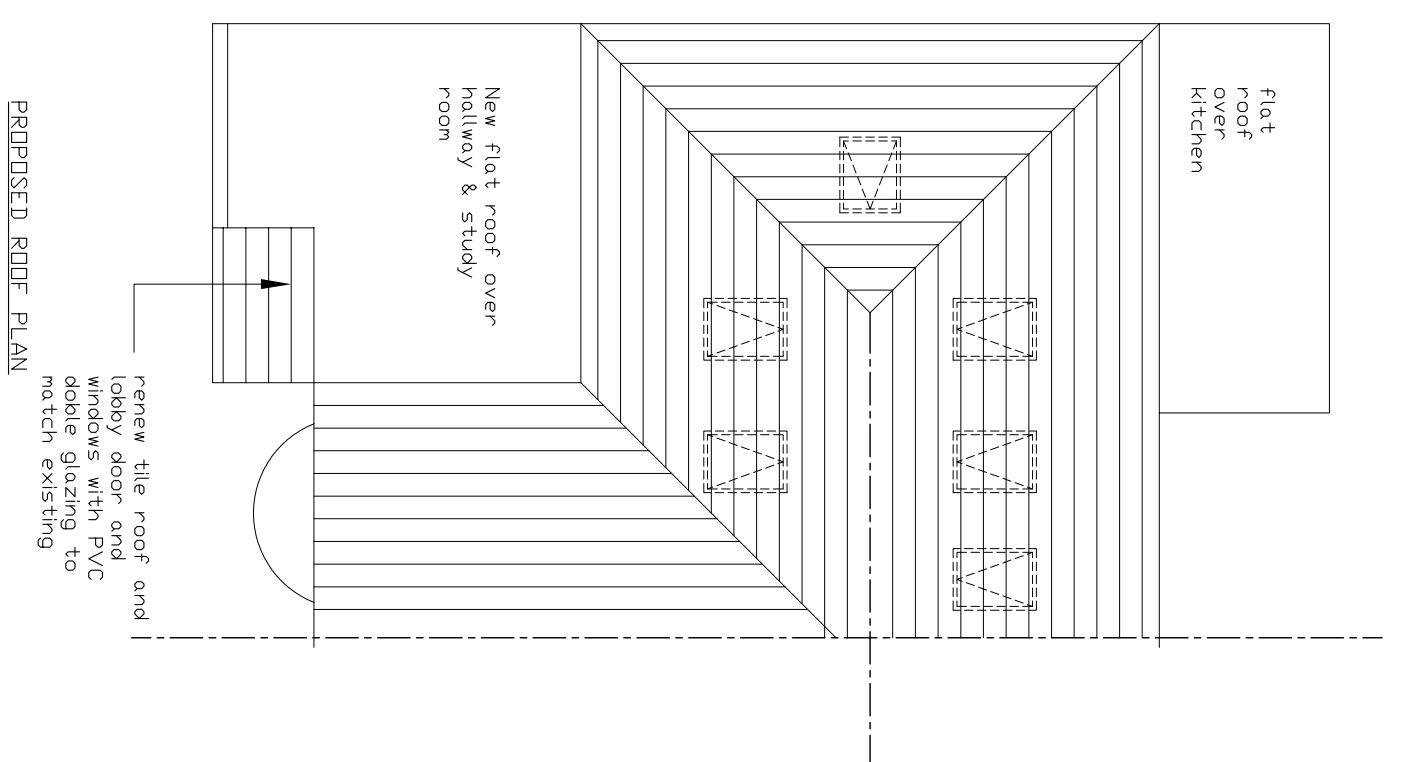 flat
roof
over
kitchen
New flat roof over
hallway & study
room
renew tile roof and
lobby door and
windows with PVC
doble glazing to
match existing
PROPOSED ROOF PLAN